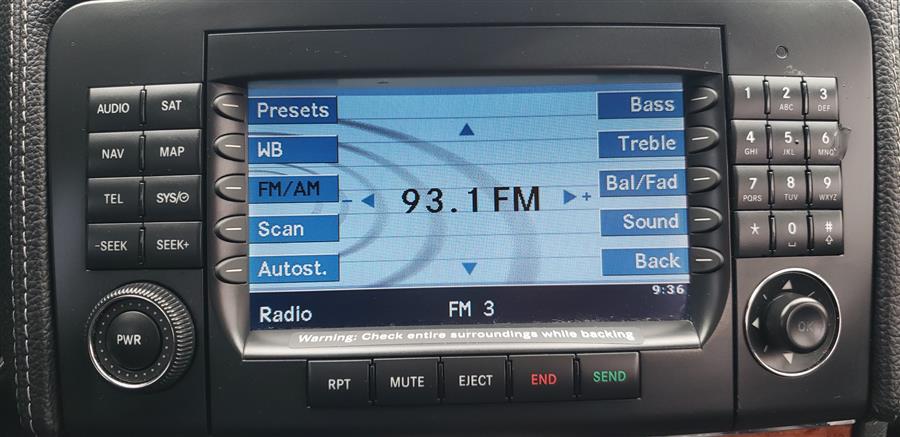 AUDIO SAT
NAV MAP
TEL SYS/
-SEEK SEEK+
PWR
Presets
WB
FM/AM
Scan
Autost.
- 93.1 FM +
Bass
Treble
Bal/Fad
Sound
Back
9:36
Radio FM 3
Warning: Check entire surroundings while backing
RPT MUTE EJECT END SEND
1 2 3
ABC DEF
4 5 6
GHI JKL MNO
7 8 9
PQRS TUV WXYZ
* 0 #
OK